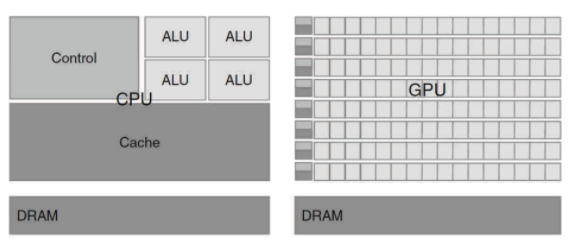 Control
ALU
ALU
ALU
ALU
CPU
Cache
DRAM
GPU
DRAM